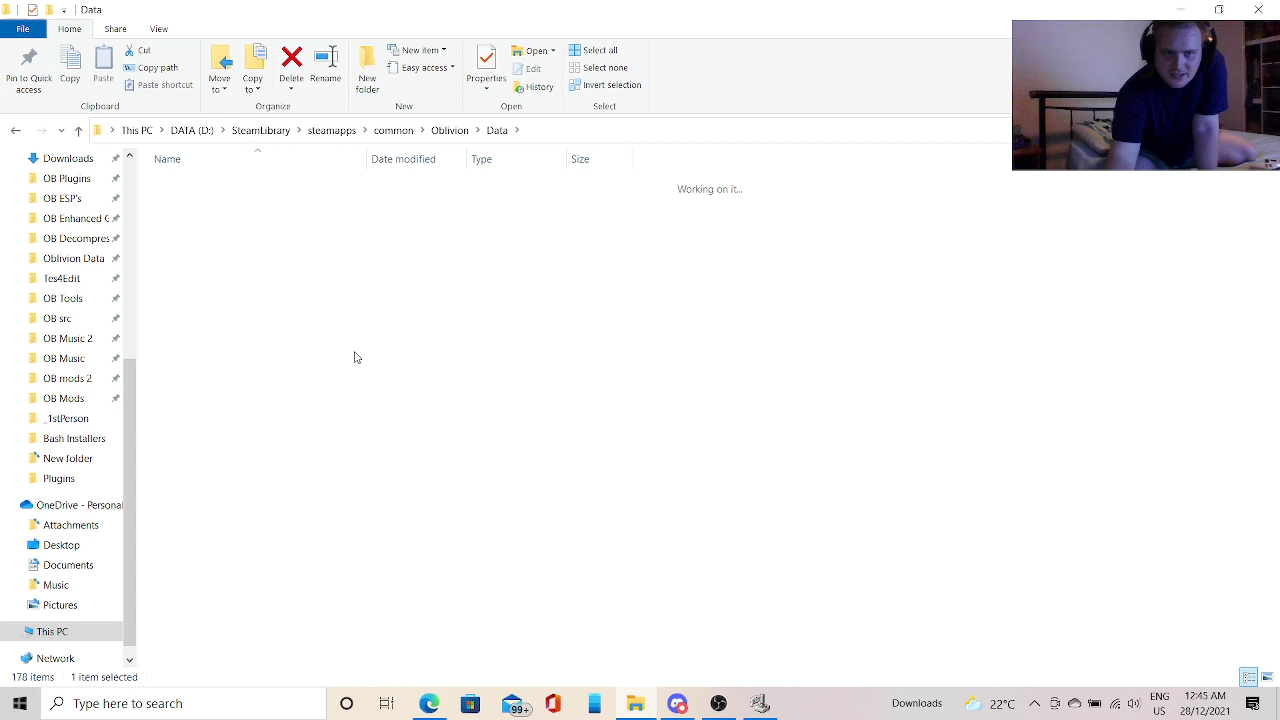 File
Home
Share
View
Pin to Quick access
Copy
Paste
Cut
Copy path
Paste shortcut
Clipboard
Move to
Copy to
Delete
Rename
Organize
New folder
New item
Easy access
New
Properties
Open
Edit
History
Open
Select all
Select none
Invert selection
Select
This PC > DATA (D:) > SteamLibrary > steamapps > common > Oblivion > Data >
Name
Date modified
Type
Size
Working on it...
Downloads
OB Plugins
OB ESP's
OB Enhanced
OB Decompres
Oblivion Data
Tes4Edit
OB Tools
OB src
OB Music 2
OB Music
OB mods 2
OB Mods
_1stPerson
Bash Installers
New folder
Plugins
OneDrive - Personal
Attachments
Desktop
Documents
Music
Pictures
This PC
Network
178 items 1 item selected
Type here to search
99+
Downloads
22°C
ENG
US
12:45 AM
28/12/2021